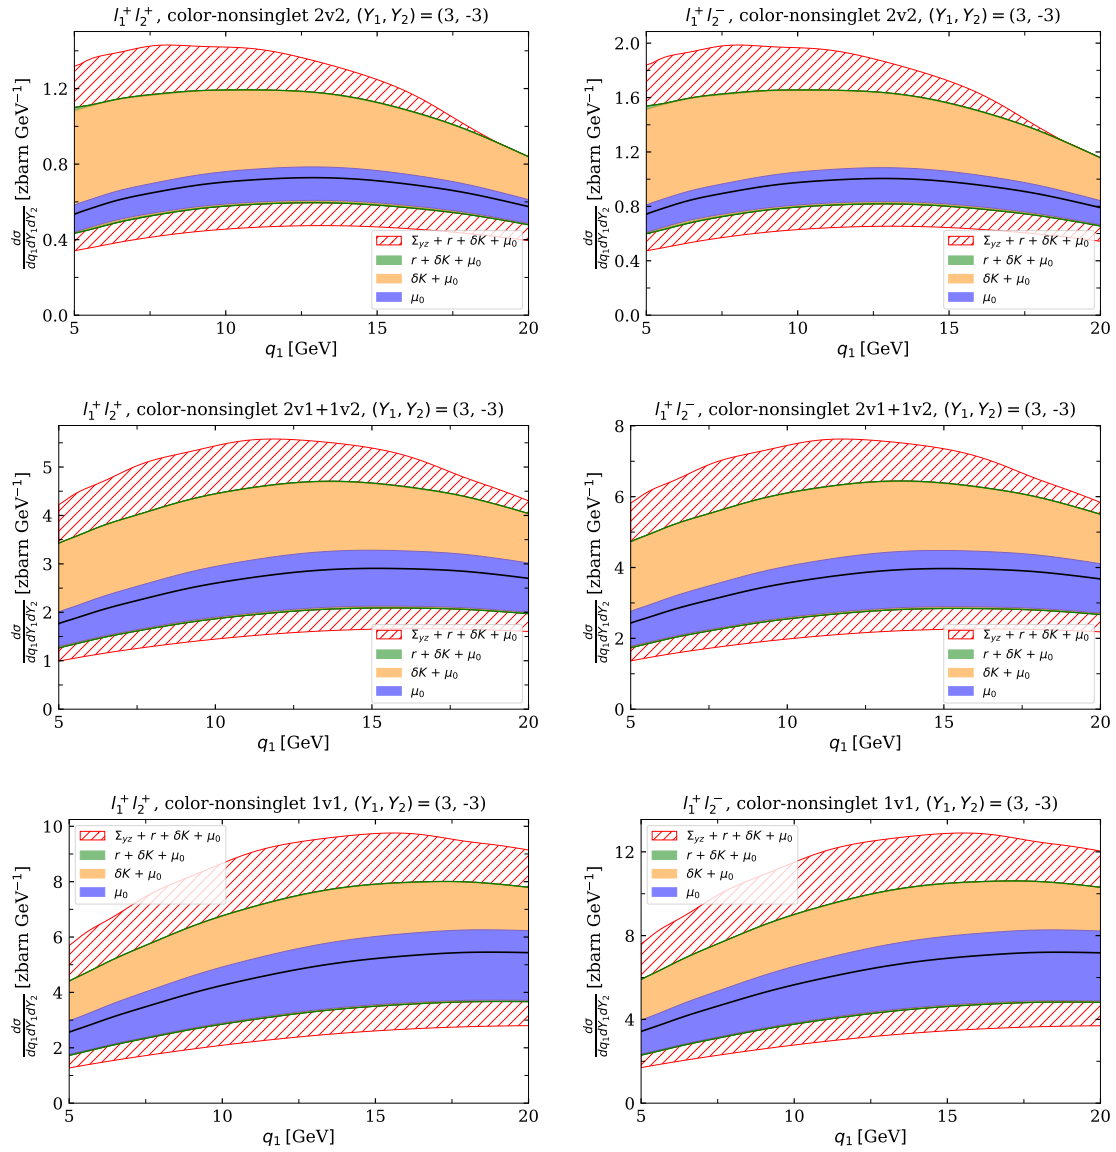 l₁⁺l₂⁺, color-nonsinglet 2v2, (Y₁, Y₂) = (3, -3)
dσ/dq₁dY₁dY₂ [zbarn GeV⁻¹]
1.2
0.8
0.4
0.0
Σyz + r + δK + μ₀
r + δK + μ₀
δK + μ₀
μ₀
5 10 15 20
q₁ [GeV]
l₁⁺l₂⁻, color-nonsinglet 2v2, (Y₁, Y₂) = (3, -3)
dσ/dq₁dY₁dY₂ [zbarn GeV⁻¹]
2.0
1.6
1.2
0.8
0.4
0.0
Σyz + r + δK + μ₀
r + δK + μ₀
δK + μ₀
μ₀
5 10 15 20
q₁ [GeV]
l₁⁺l₂⁺, color-nonsinglet 2v1+1v2, (Y₁, Y₂) = (3, -3)
dσ/dq₁dY₁dY₂ [zbarn GeV⁻¹]
5
4
3
2
1
0
Σyz + r + δK + μ₀
r + δK + μ₀
δK + μ₀
μ₀
5 10 15 20
q₁ [GeV]
l₁⁺l₂⁻, color-nonsinglet 2v1+1v2, (Y₁, Y₂) = (3, -3)
dσ/dq₁dY₁dY₂ [zbarn GeV⁻¹]
8
6
4
2
0
Σyz + r + δK + μ₀
r + δK + μ₀
δK + μ₀
μ₀
5 10 15 20
q₁ [GeV]
l₁⁺l₂⁺, color-nonsinglet 1v1, (Y₁, Y₂) = (3, -3)
dσ/dq₁dY₁dY₂ [zbarn GeV⁻¹]
10
8
6
4
2
0
Σyz + r + δK + μ₀
r + δK + μ₀
δK + μ₀
μ₀
5 10 15 20
q₁ [GeV]
l₁⁺l₂⁻, color-nonsinglet 1v1, (Y₁, Y₂) = (3, -3)
dσ/dq₁dY₁dY₂ [zbarn GeV⁻¹]
12
8
4
0
Σyz + r + δK + μ₀
r + δK + μ₀
δK + μ₀
μ₀
5 10 15 20
q₁ [GeV]